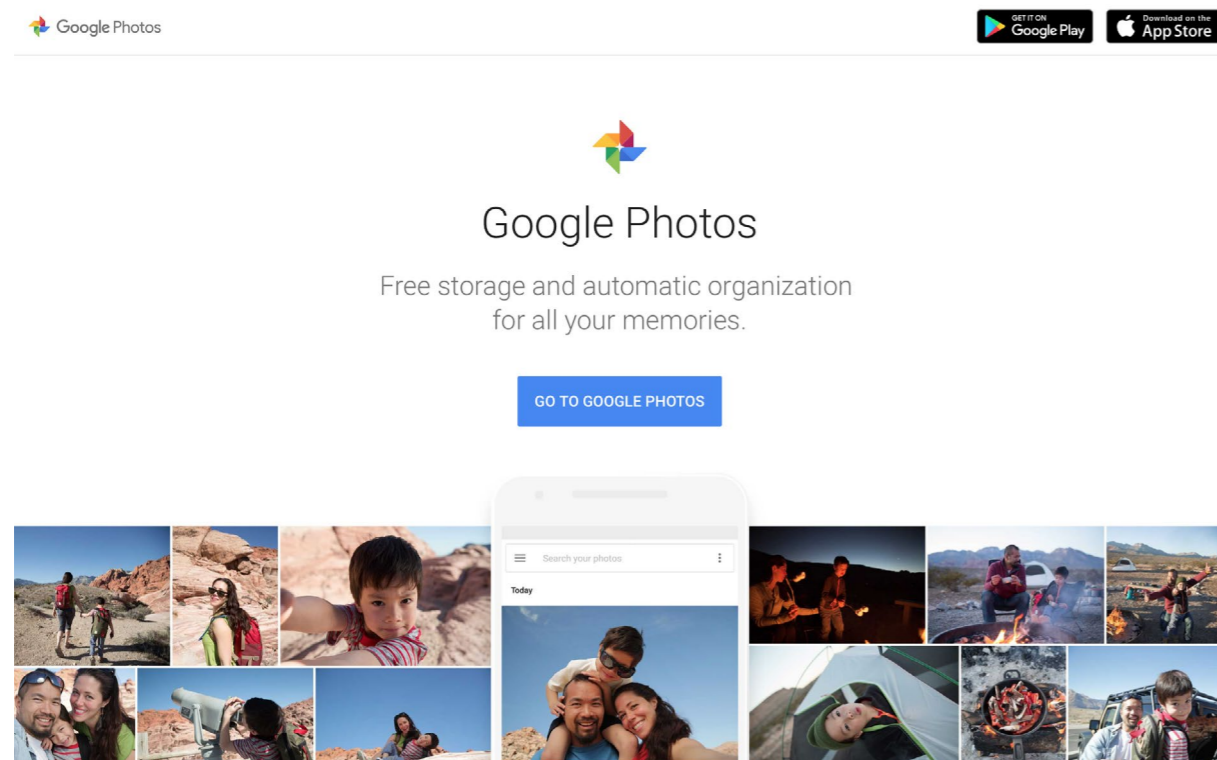 Google Photos
GET IT ON
Google Play
Download on the
App Store
Google Photos
Free storage and automatic organization
for all your memories.
GO TO GOOGLE PHOTOS
Search your photos
Today